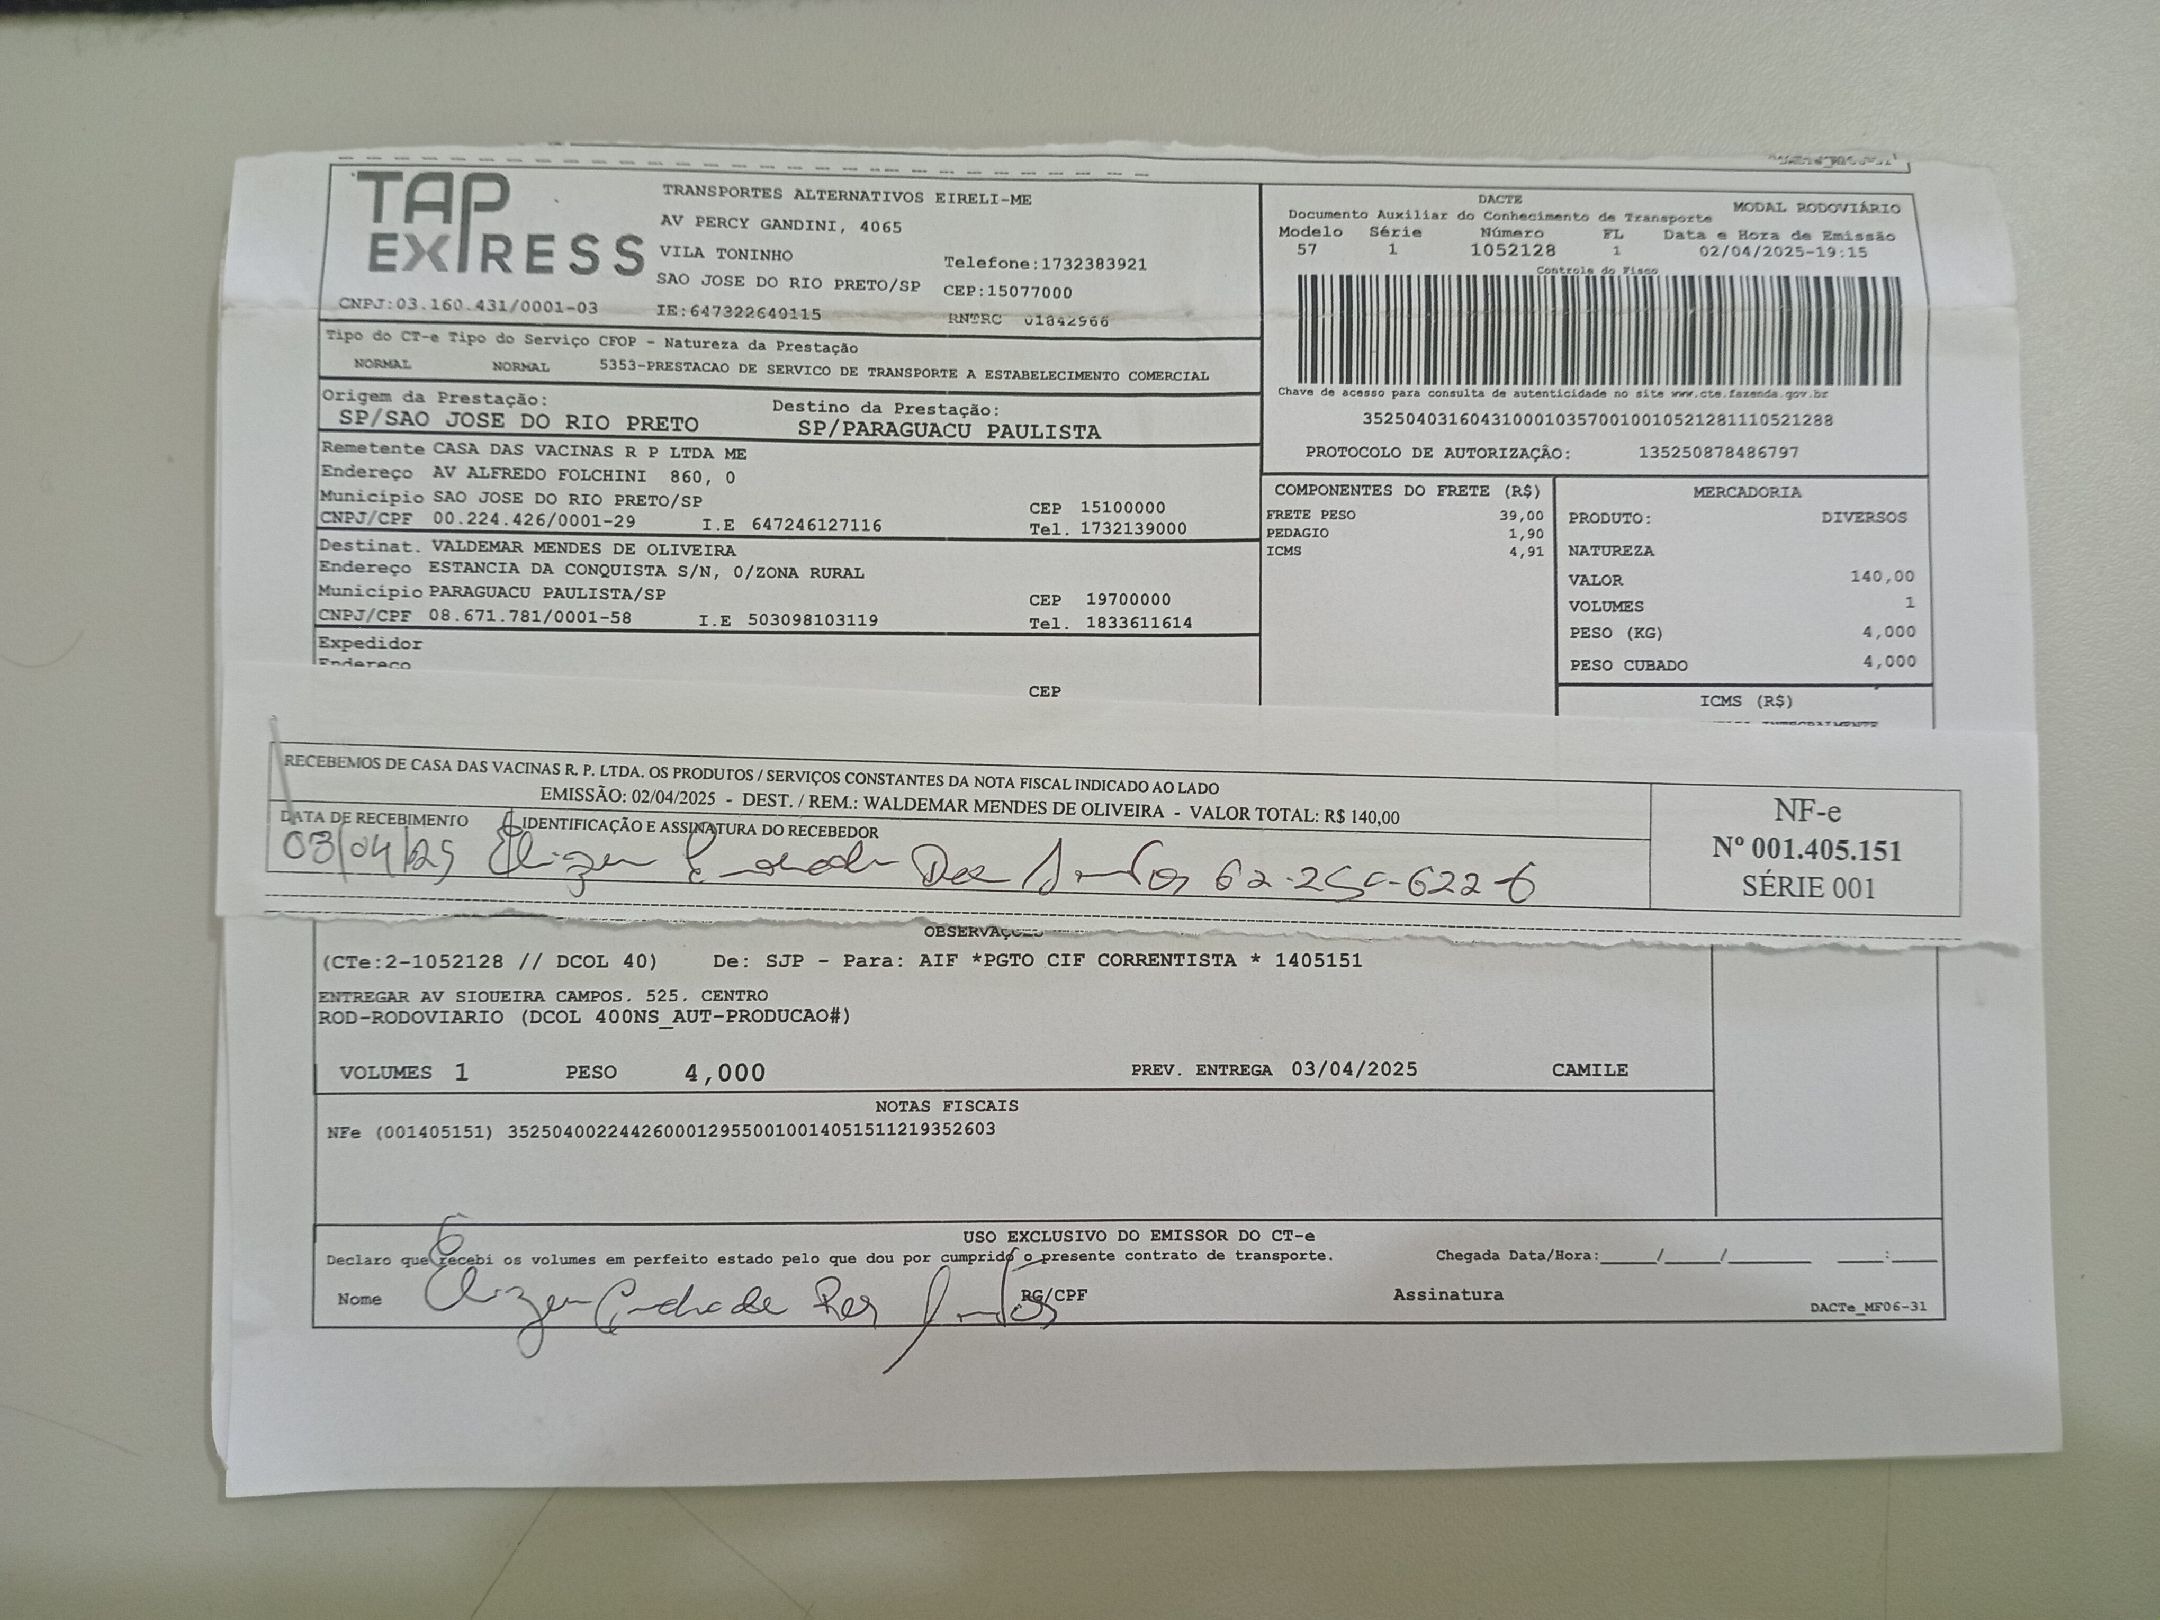 TAP EXPRESS
TRANSPORTES ALTERNATIVOS EIRELI-ME
AV PERCY GANDINI, 4065
VILA TONINHO
Telefone:1732383921
SAO JOSE DO RIO PRETO/SP CEP:15077000
CNPJ:03.160.431/0001-03 IE:647322640115 RNTRC 01842966
DACTE
Documento Auxiliar do Conhecimento de Transporte MODAL RODOVIÁRIO
Modelo Série Número FL Data e Hora de Emissão
57 1 1052128 1 02/04/2025-19:15
Controle do Fisco
Chave de acesso para consulta de autenticidade no site www.cte.fazenda.gov.br
35250403160431000103570010010521281110521288
PROTOCOLO DE AUTORIZAÇÃO: 135250878486797
Tipo do CT-e Tipo do Serviço CFOP - Natureza da Prestação
NORMAL NORMAL 5353-PRESTACAO DE SERVICO DE TRANSPORTE A ESTABELECIMENTO COMERCIAL
Origem da Prestação: Destino da Prestação:
SP/SAO JOSE DO RIO PRETO SP/PARAGUACU PAULISTA
Remetente CASA DAS VACINAS R P LTDA ME
Endereço AV ALFREDO FOLCHINI 860, 0
Município SAO JOSE DO RIO PRETO/SP CEP 15100000
CNPJ/CPF 00.224.426/0001-29 I.E 647246127116 Tel. 1732139000
Destinat. VALDEMAR MENDES DE OLIVEIRA
Endereço ESTANCIA DA CONQUISTA S/N, 0/ZONA RURAL
Município PARAGUACU PAULISTA/SP CEP 19700000
CNPJ/CPF 08.671.781/0001-58 I.E 503098103119 Tel. 1833611614
Expedidor
Endereço
CEP
COMPONENTES DO FRETE (R$)
FRETE PESO 39,00
PEDAGIO 1,90
ICMS 4,91
MERCADORIA
PRODUTO: DIVERSOS
NATUREZA
VALOR 140,00
VOLUMES 1
PESO (KG) 4,000
PESO CUBADO 4,000
ICMS (R$)
RECEBEMOS DE CASA DAS VACINAS R. P. LTDA. OS PRODUTOS / SERVIÇOS CONSTANTES DA NOTA FISCAL INDICADO AO LADO
EMISSÃO: 02/04/2025 - DEST. / REM.: WALDEMAR MENDES DE OLIVEIRA - VALOR TOTAL: R$ 140,00
DATA DE RECEBIMENTO IDENTIFICAÇÃO E ASSINATURA DO RECEBEDOR
03/04/25 Dos Santos
NF-e
Nº 001.405.151
SÉRIE 001
OBSERVAÇOES
(CTe:2-1052128 // DCOL 40) De: SJP - Para: AIF *PGTO CIF CORRENTISTA * 1405151
ENTREGAR AV SIQUEIRA CAMPOS, 525, CENTRO
ROD-RODOVIARIO (DCOL 400NS_AUT-PRODUCAO#)
VOLUMES 1 PESO 4,000 PREV. ENTREGA 03/04/2025 CAMILE
NOTAS FISCAIS
NFe (001405151) 35250400224426000129550010014051511219352603
USO EXCLUSIVO DO EMISSOR DO CT-e
Declaro que recebi os volumes em perfeito estado pelo que dou por cumprido o presente contrato de transporte. Chegada Data/Hora:____/____/______ ___:___
Nome RG/CPF Assinatura
DACTe_MF06-31